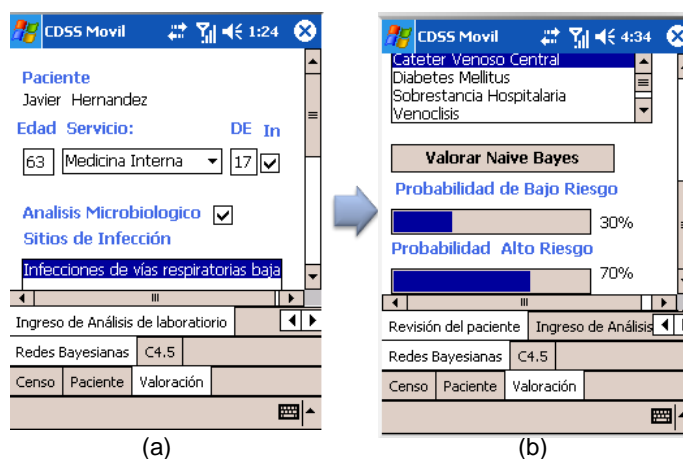 CDSS Movil 1:24
Paciente
Javier Hernandez
Edad Servicio: DE In
63 Medicina Interna 17
Analisis Microbiologico
Sitios de Infección
Infecciones de vías respiratorias baja
Ingreso de Análisis de laboratiorio
Redes Bayesianas C4.5
Censo Paciente Valoración
(a)
CDSS Movil 4:34
Cateter Venoso Central
Diabetes Mellitus
Sobrestancia Hospitalaria
Venoclisis
Valorar Naive Bayes
Probabilidad de Bajo Riesgo
30%
Probabilidad Alto Riesgo
70%
Revisión del paciente Ingreso de Análisis
Redes Bayesianas C4.5
Censo Paciente Valoración
(b)